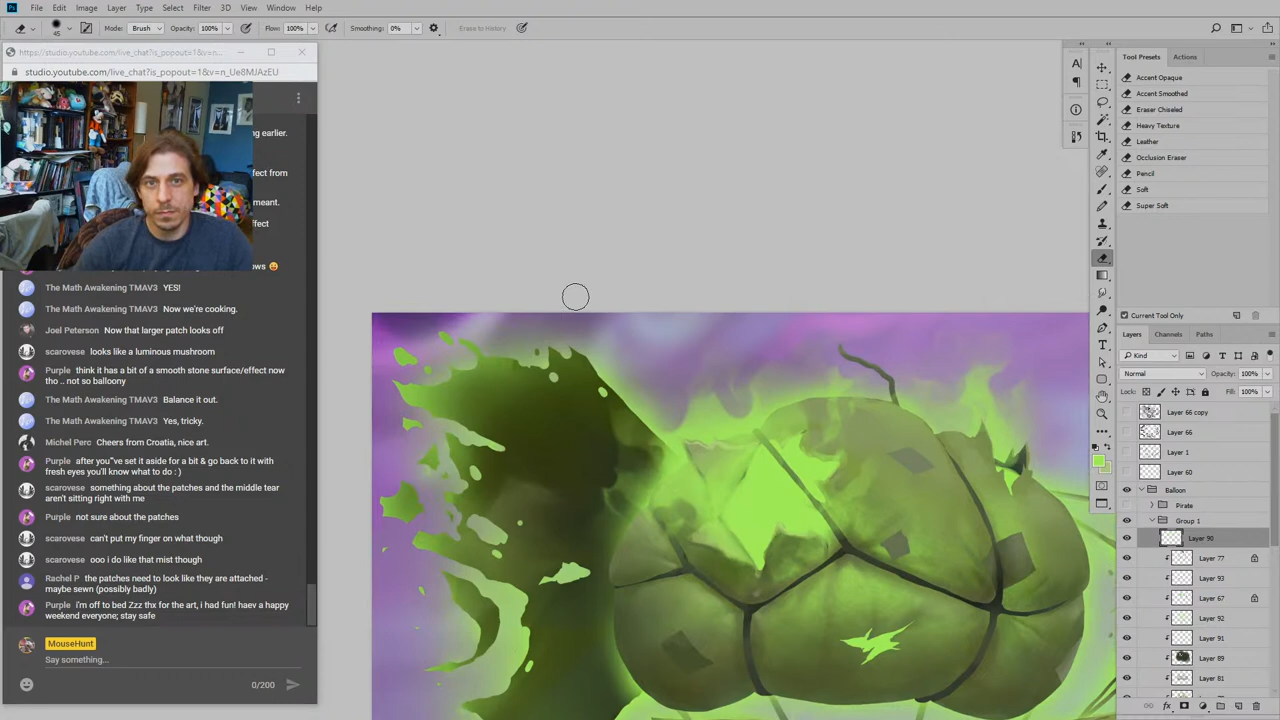 Ps File Edit Image Layer Type Select Filter 3D View Window Help
45 Mode: Brush Opacity: 100% Flow: 100% Smoothing: 0% Erase to History
https://studio.youtube.com/live_chat?is_popout=1&v=n...
studio.youtube.com/live_chat?is_popout=1&v=n_Ue8MJAzEU
ng earlier.
fect from
meant.
ffect
ows
The Math Awakening TMAV3 YES!
The Math Awakening TMAV3 Now we're cooking.
Joel Peterson Now that larger patch looks off
scarovese looks like a luminous mushroom
Purple think it has a bit of a smooth stone surface/effect now
tho .. not so balloony
The Math Awakening TMAV3 Balance it out.
The Math Awakening TMAV3 Yes, tricky.
Michel Perc Cheers from Croatia, nice art.
Purple after you"ve set it aside for a bit & go back to it with
fresh eyes you'll know what to do : )
scarovese something about the patches and the middle tear
aren't sitting right with me
Purple not sure about the patches
scarovese can't put my finger on what though
scarovese ooo i do like that mist though
Rachel P the patches need to look like they are attached -
maybe sewn (possibly badly)
Purple i'm off to bed Zzz thx for the art, i had fun! haev a happy
weekend everyone; stay safe
MouseHunt
Say something...
0/200
Tool Presets Actions
Accent Opaque
Accent Smoothed
Eraser Chiseled
Heavy Texture
Leather
Occlusion Eraser
Pencil
Soft
Super Soft
Current Tool Only
Layers Channels Paths
Kind
Normal Opacity: 100%
Lock: Fill: 100%
Layer 66 copy
Layer 66
Layer 1
Layer 60
Balloon
Pirate
Group 1
Layer 90
Layer 77
Layer 93
Layer 67
Layer 92
Layer 91
Layer 89
Layer 81
fx